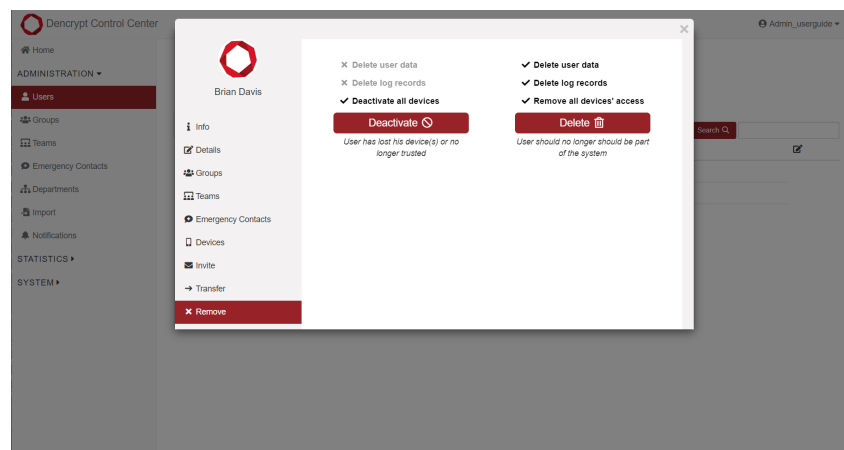 Dencrypt Control Center
Admin_userguide
Home
ADMINISTRATION
Users
Groups
Teams
Emergency Contacts
Departments
Import
Notifications
STATISTICS
SYSTEM
Brian Davis
Info
Details
Groups
Teams
Emergency Contacts
Devices
Invite
Transfer
Remove
Delete user data
Delete log records
Deactivate all devices
Deactivate
User has lost his device(s) or no
longer trusted
Delete user data
Delete log records
Remove all devices' access
Delete
User should no longer should be part
of the system
Search